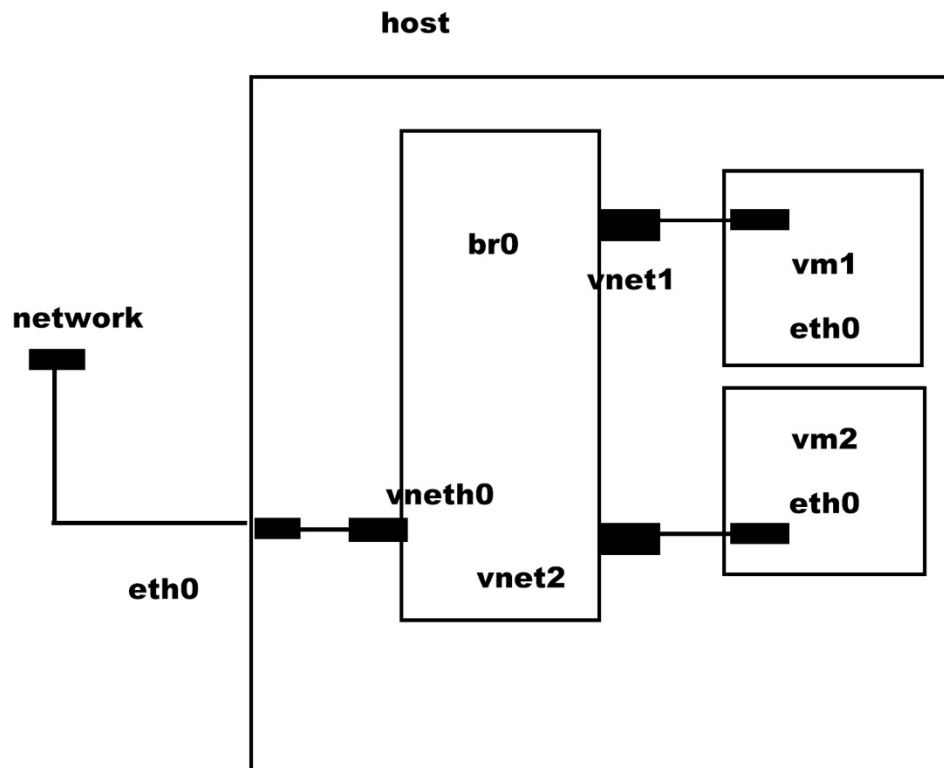 host
br0
vnet1
vm1
eth0
network
vm2
eth0
vneth0
vnet2
eth0